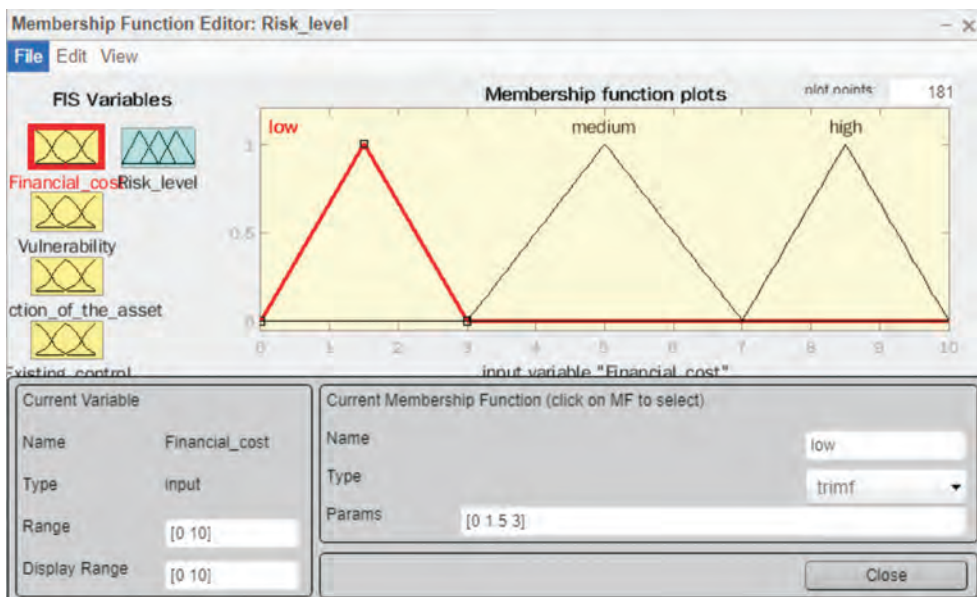 Membership Function Editor: Risk_level
File Edit View
FIS Variables
Membership function plots
plot points: 181
low medium high
1
0.5
0
0 1 2 3 4 5 6 7 8 9 10
input variable "Financial_cost"
Financial_cos
Risk_level
Vulnerability
ction_of_the_asset
Existing_control
Current Variable
Name Financial_cost
Type input
Range [0 10]
Display Range [0 10]
Current Membership Function (click on MF to select)
Name low
Type trimf
Params [0 1.5 3]
Close